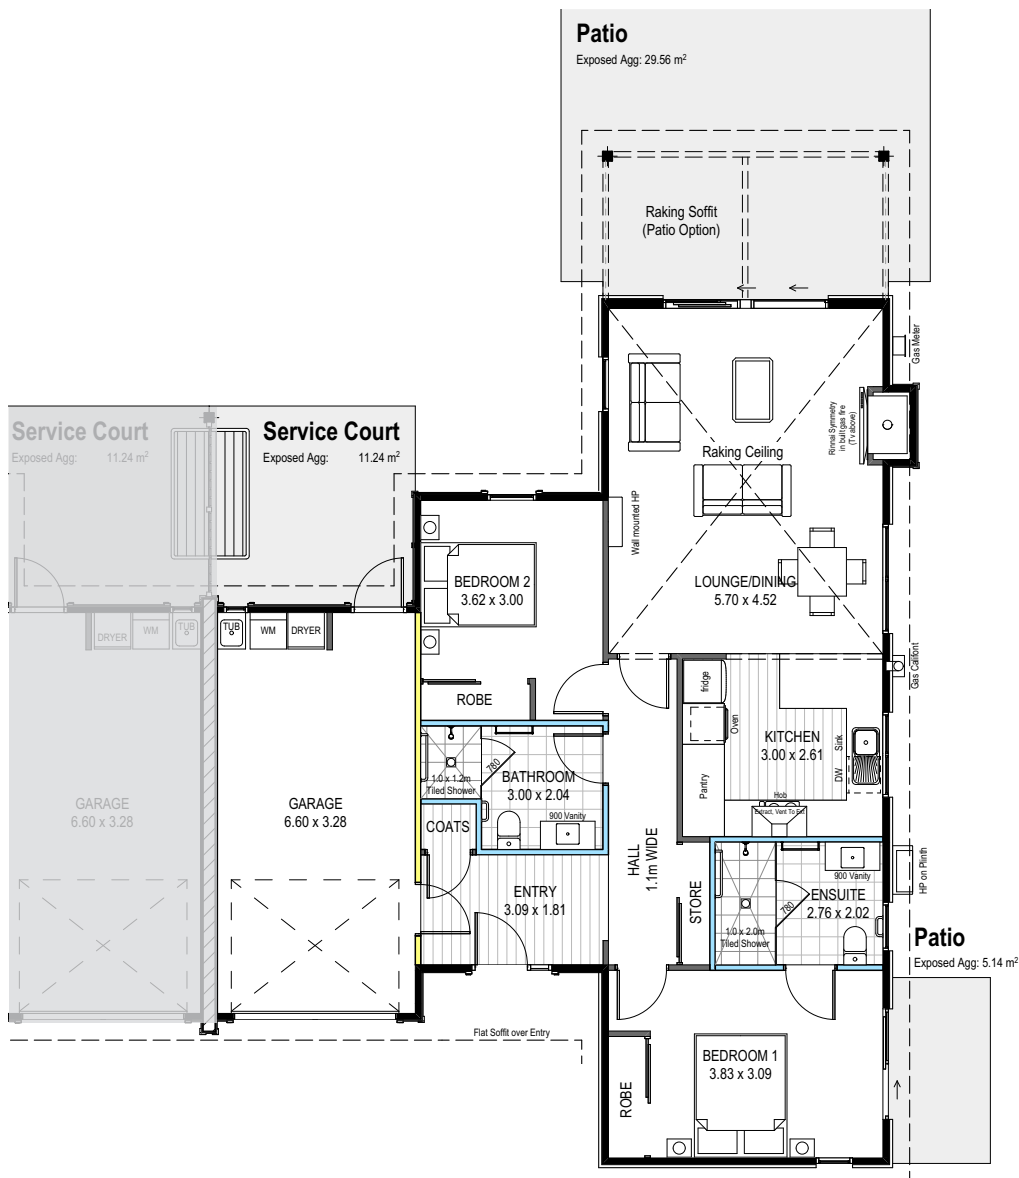 Patio
Exposed Agg: 29.56 m²
Raking Soffit
(Patio Option)
Gas Meter
Service Court
Exposed Agg: 11.24 m²
Service Court
Exposed Agg: 11.24 m²
Rinnai Symmetry
in built gas fire
(Tv above)
Raking Ceiling
Wall mounted HP
BEDROOM 2
3.62 x 3.00
LOUNGE/DINING
5.70 x 4.52
DRYER
WM
TUB
TUB
WM
DRYER
Gas Califont
ROBE
fridge
Oven
KITCHEN
3.00 x 2.61
Sink
DW
Pantry
Hob
Extract, Vent To Ext
780
1.0 x 1.2m
Tiled Shower
BATHROOM
3.00 x 2.04
900 Vanity
GARAGE
6.60 x 3.28
GARAGE
6.60 x 3.28
COATS
HALL
1.1m WIDE
HP on Plinth
ENTRY
3.09 x 1.81
STORE
900 Vanity
ENSUITE
2.76 x 2.02
780
1.0 x 2.0m
Tiled Shower
Patio
Exposed Agg: 5.14 m²
Flat Soffit over Entry
BEDROOM 1
3.83 x 3.09
ROBE